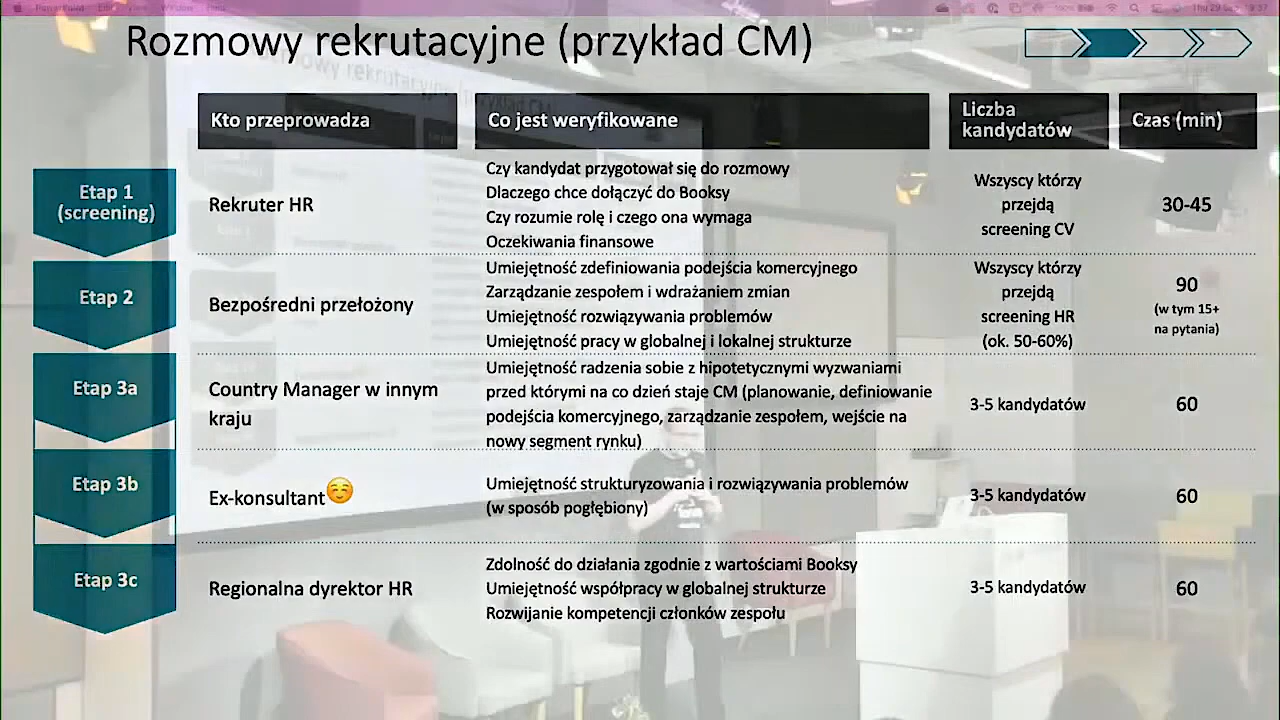 Rozmowy rekrutacyjne (przykład CM)
Kto przeprowadza
Co jest weryfikowane
Liczba
kandydatów
Czas (min)
Etap 1
(screening)
Rekruter HR
Czy kandydat przygotował się do rozmowy
Dlaczego chce dołączyć do Booksy
Czy rozumie rolę i czego ona wymaga
Oczekiwania finansowe
Wszyscy którzy
przejdą
screening CV
30-45
Etap 2
Bezpośredni przełożony
Umiejętność zdefiniowania podejścia komercyjnego
Zarządzanie zespołem i wdrażaniem zmian
Umiejętność rozwiązywania problemów
Umiejętność pracy w globalnej i lokalnej strukturze
Wszyscy którzy
przejdą
screening HR
(ok. 50-60%)
90
(w tym 15+
na pytania)
Etap 3a
Country Manager w innym
kraju
Umiejętność radzenia sobie z hipotetycznymi wyzwaniami
przed którymi na co dzień staje CM (planowanie, definiowanie
podejścia komercyjnego, zarządzanie zespołem, wejście na
nowy segment rynku)
3-5 kandydatów
60
Etap 3b
Ex-konsultant
Umiejętność strukturyzowania i rozwiązywania problemów
(w sposób pogłębiony)
3-5 kandydatów
60
Etap 3c
Regionalna dyrektor HR
Zdolność do działania zgodnie z wartościami Booksy
Umiejętność współpracy w globalnej strukturze
Rozwijanie kompetencji członków zespołu
3-5 kandydatów
60